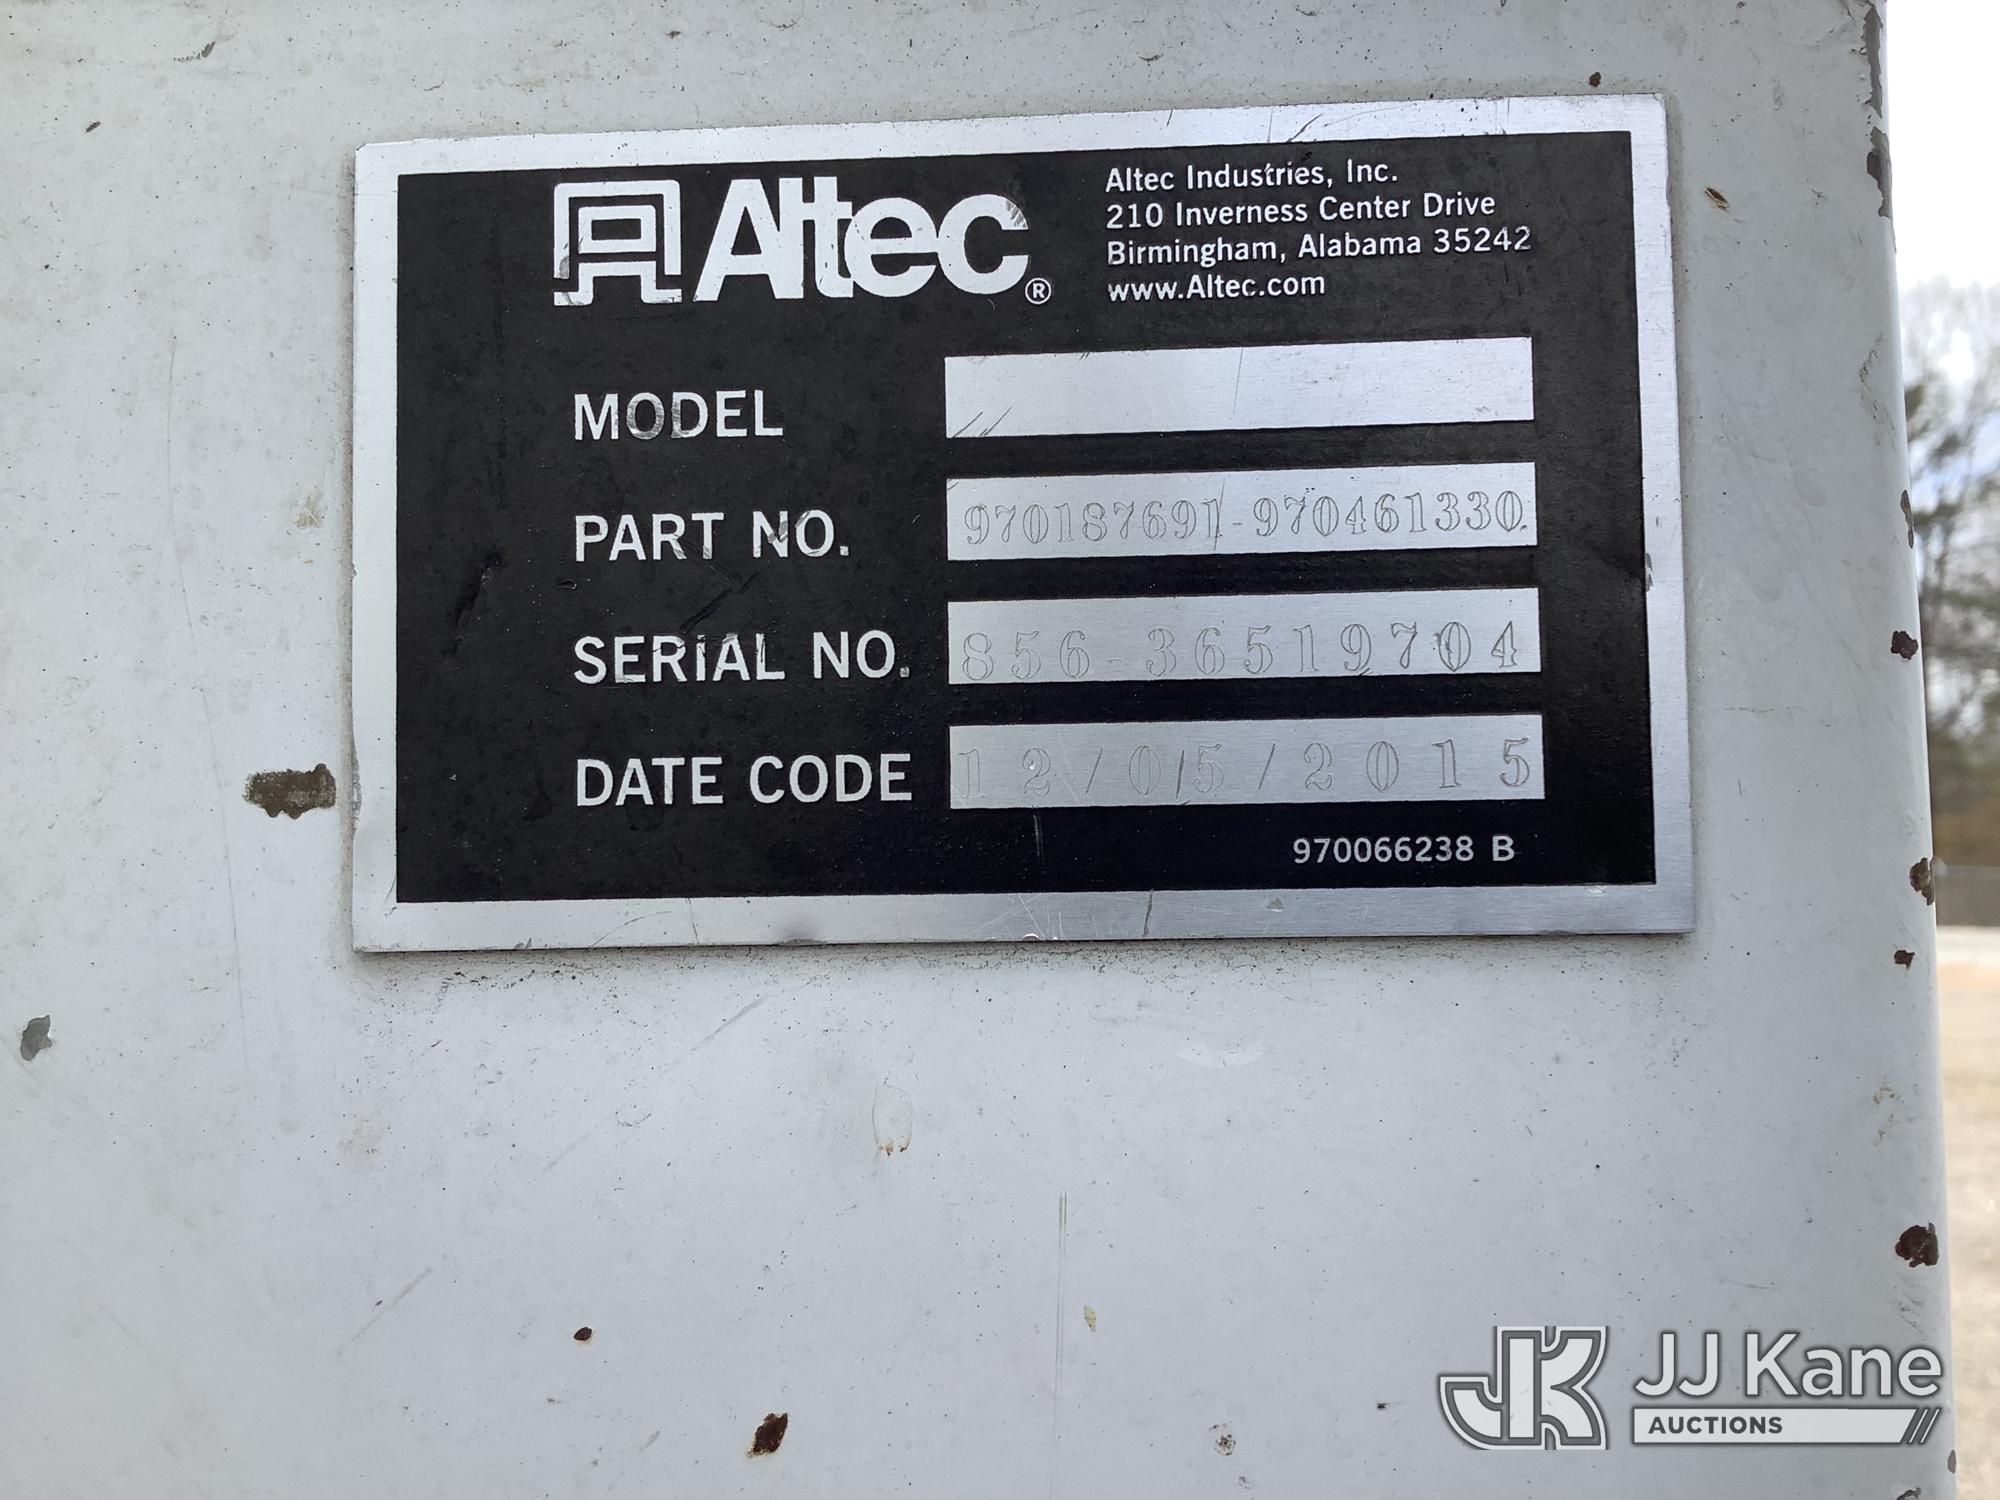 Altec®
Altec Industries, Inc.
210 Inverness Center Drive
Birmingham, Alabama 35242
www.Altec.com
MODEL
PART NO. 970187691-970461330
SERIAL NO. 856-36519704
DATE CODE 12/05/2015
970066238 B
JK JJ Kane
AUCTIONS